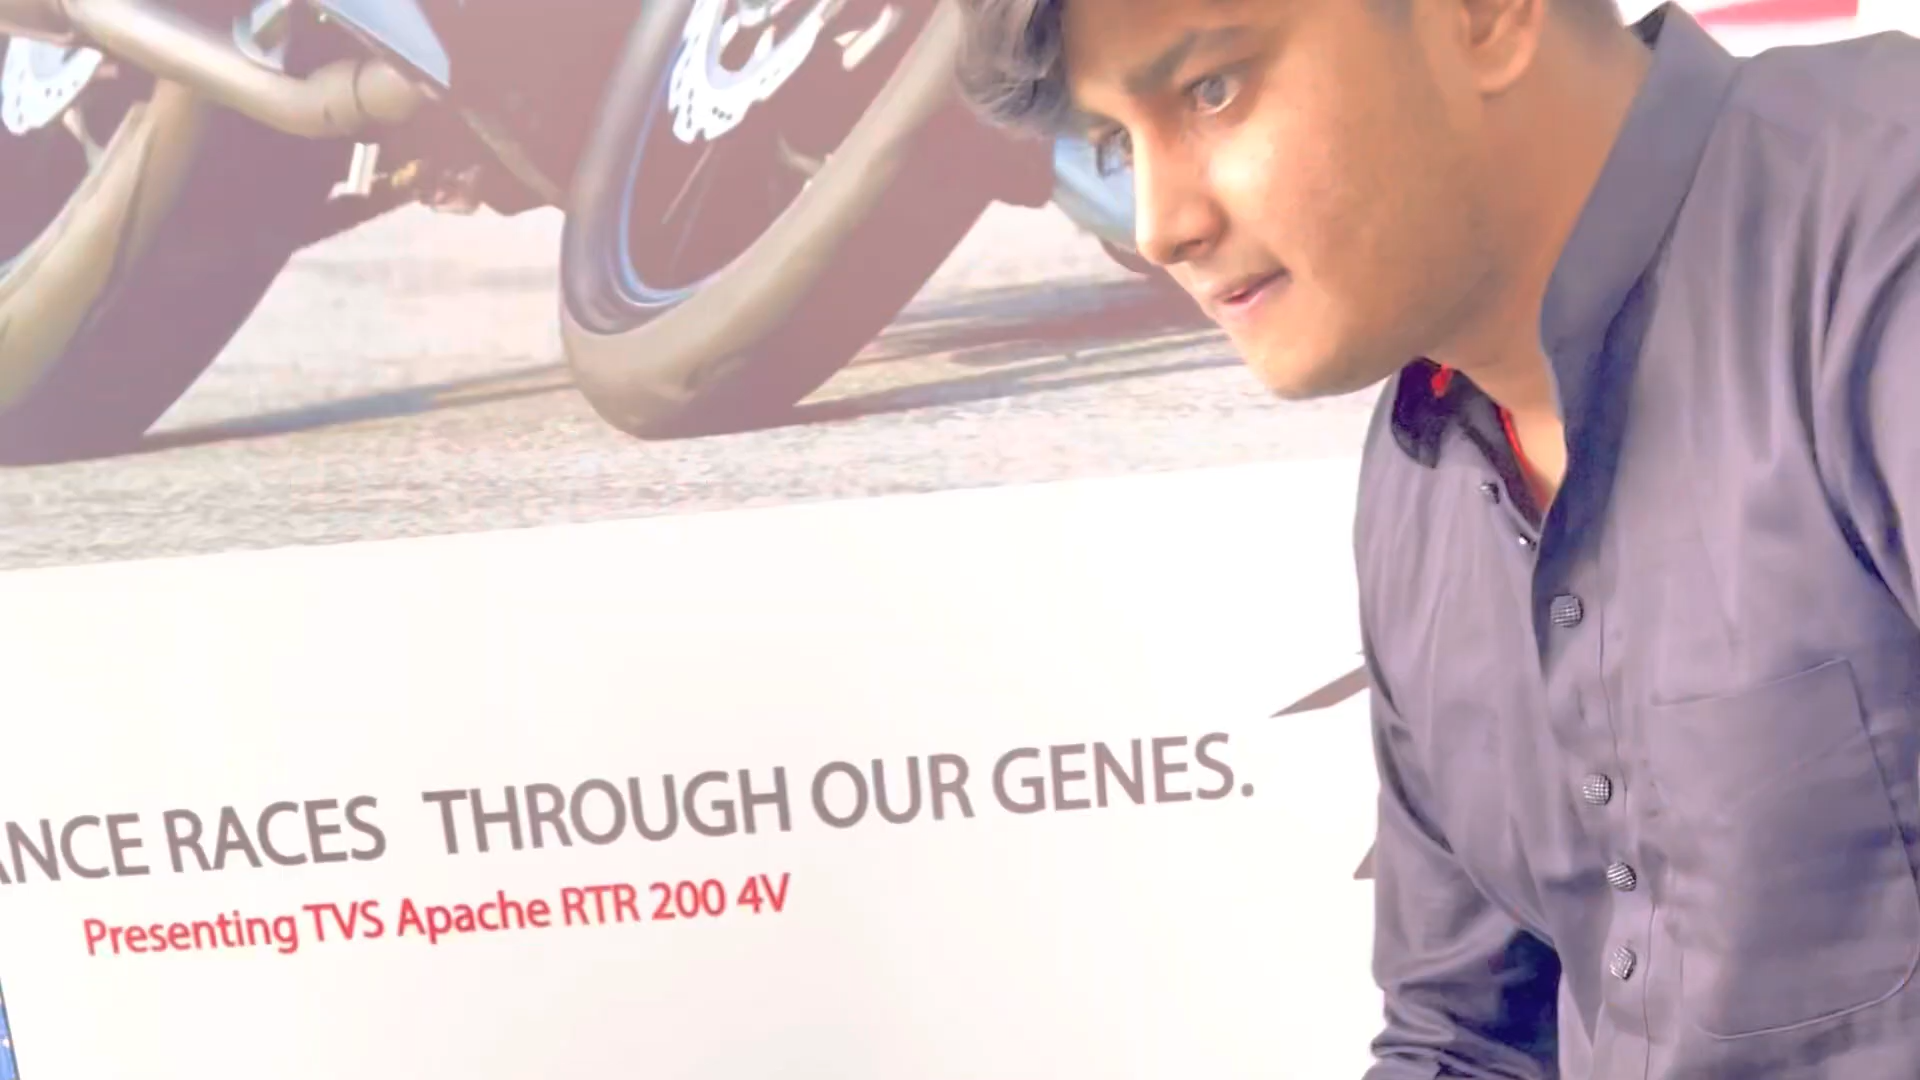 ANCE RACES THROUGH OUR GENES.
Presenting TVS Apache RTR 200 4V